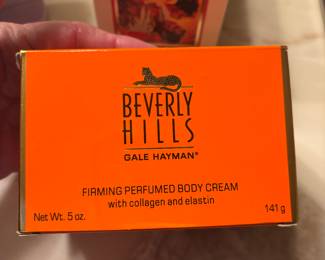 BEVERLY
HILLS
GALE HAYMAN®
FIRMING PERFUMED BODY CREAM
with collagen and elastin
Net Wt. 5 oz. 141 g